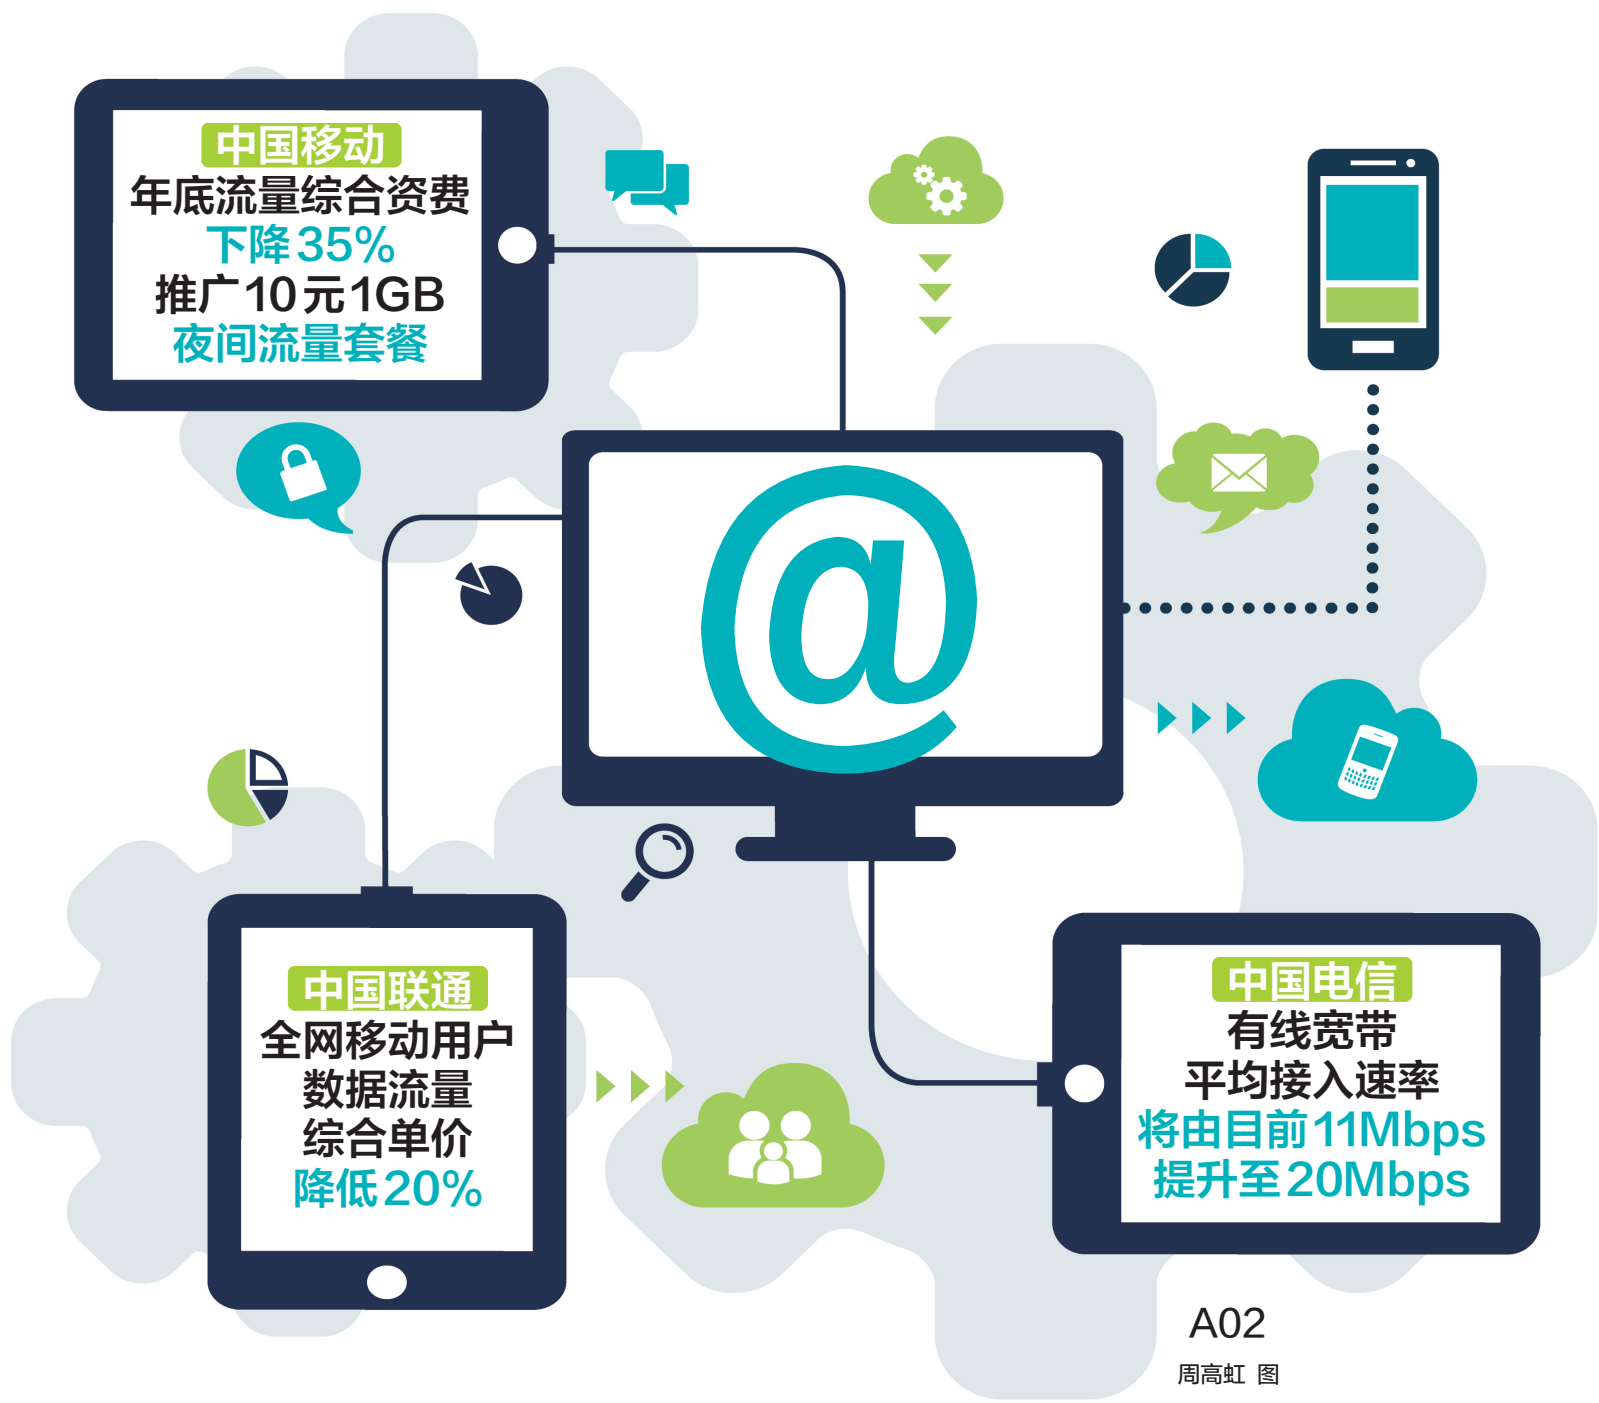 中国移动
年底流量综合资费
下降35%
推广10元1GB
夜间流量套餐
@
中国联通
全网移动用户
数据流量
综合单价
降低20%
中国电信
有线宽带
平均接入速率
将由目前11Mbps
提升至20Mbps
A02
周高虹 图